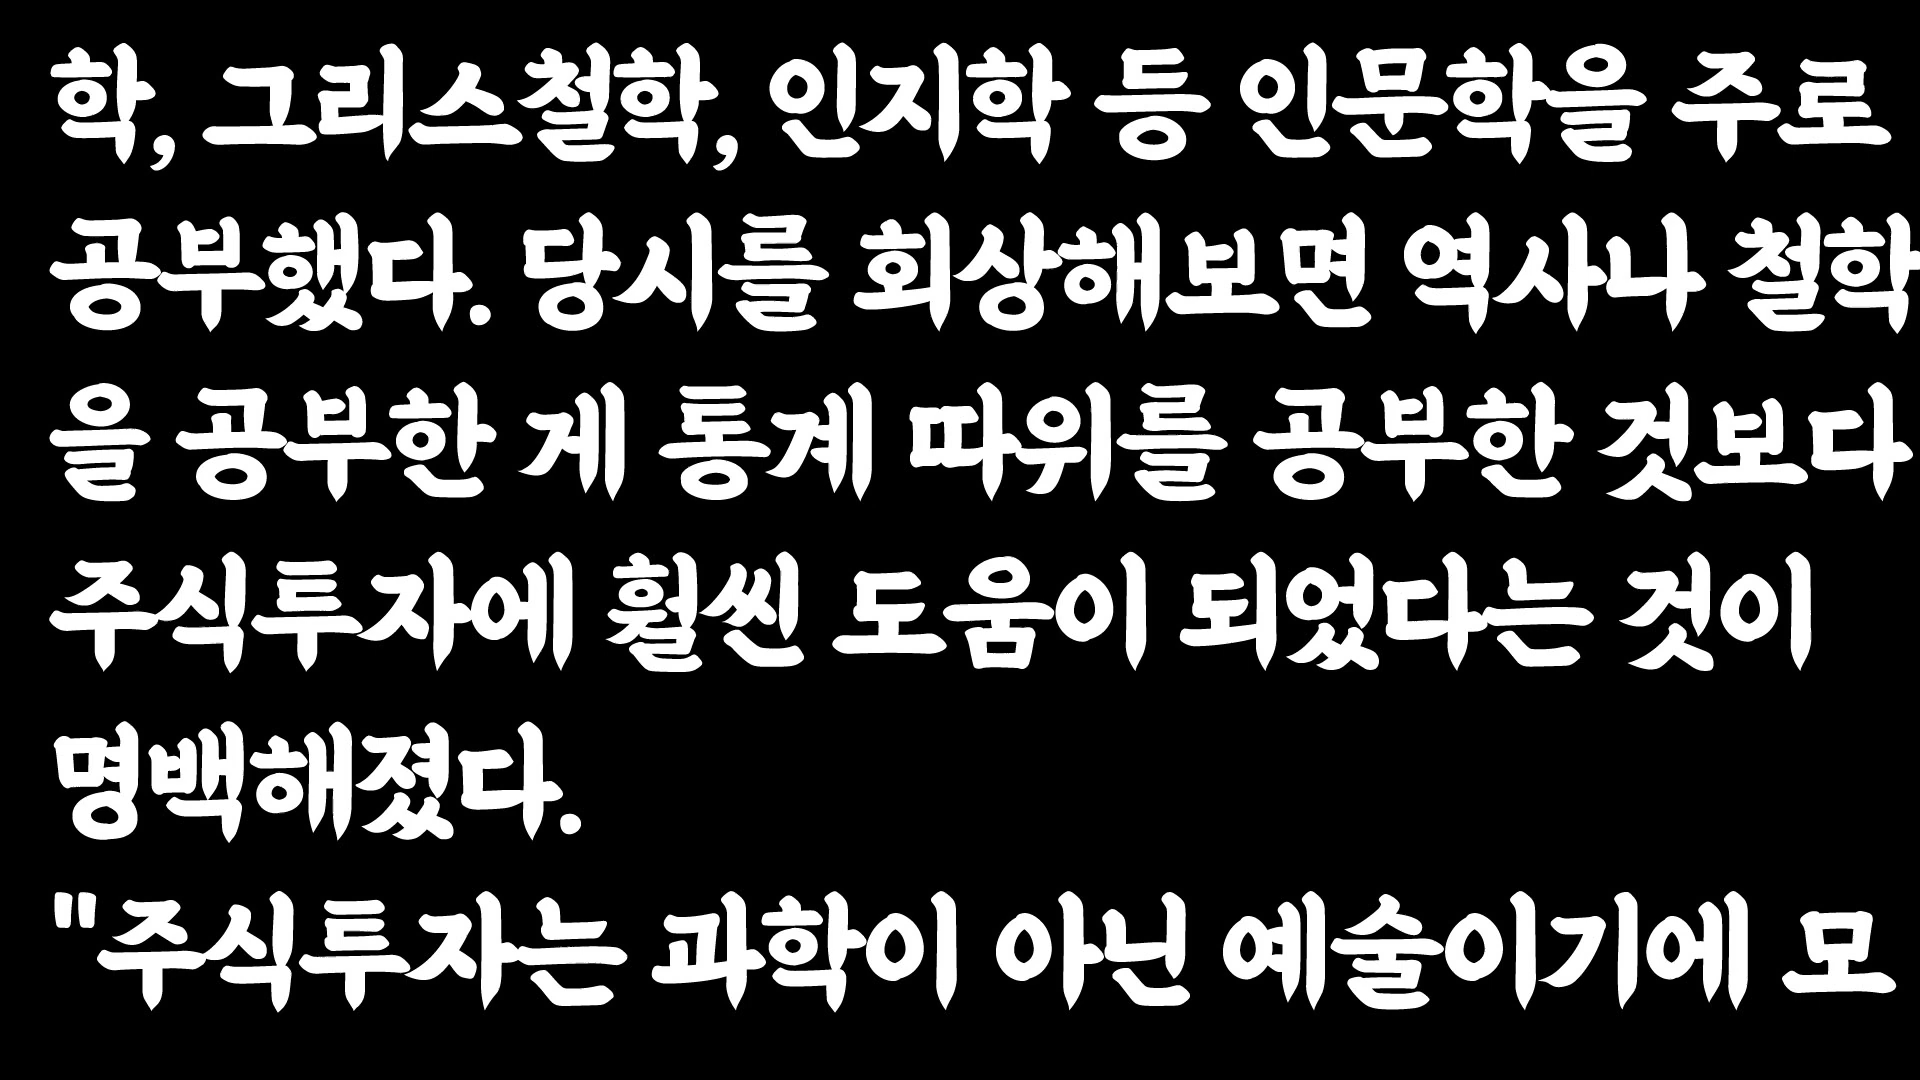 학, 그리스철학, 인지학 등 인문학을 주로
공부했다. 당시를 회상해보면 역사나 철학
을 공부한 게 통계 따위를 공부한 것보다
주식투자에 훨씬 도움이 되었다는 것이
명백해졌다.
"주식투자는 과학이 아닌 예술이기에 모